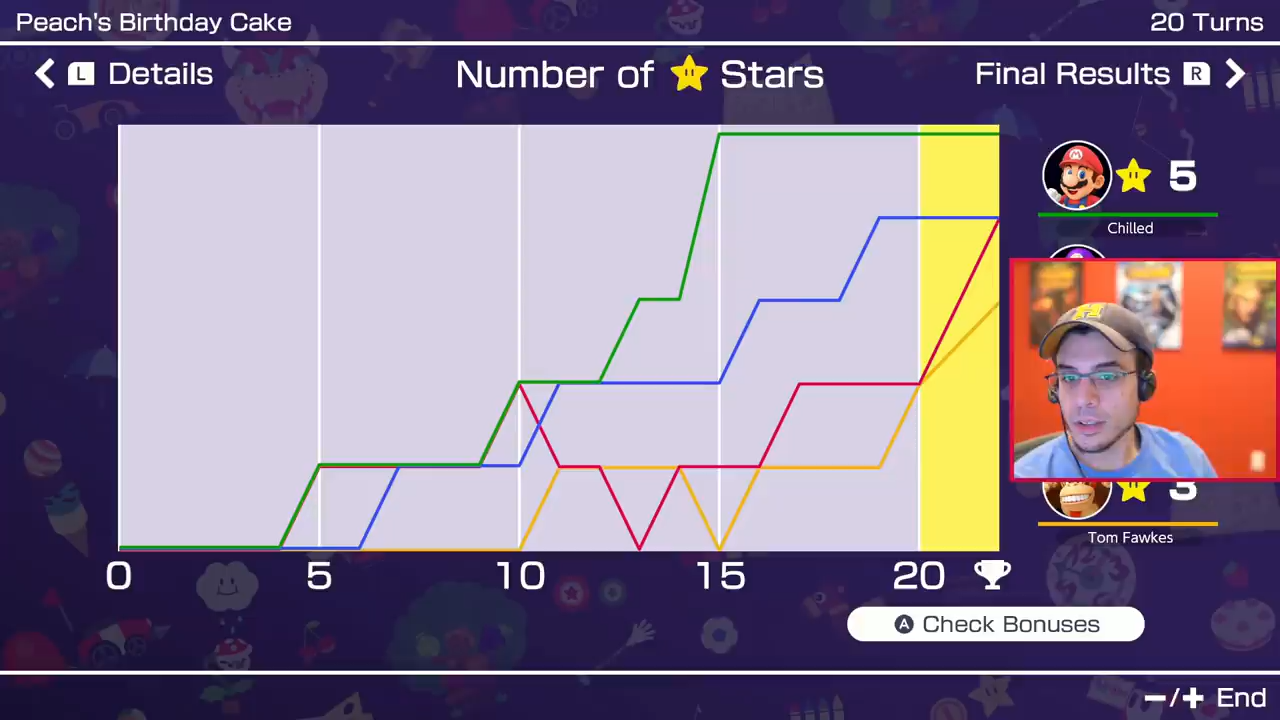 Peach's Birthday Cake
20 Turns
L Details
Number of Stars
Final Results R
5
Chilled
3
Tom Fawkes
0 5 10 15 20
A Check Bonuses
−/+ End